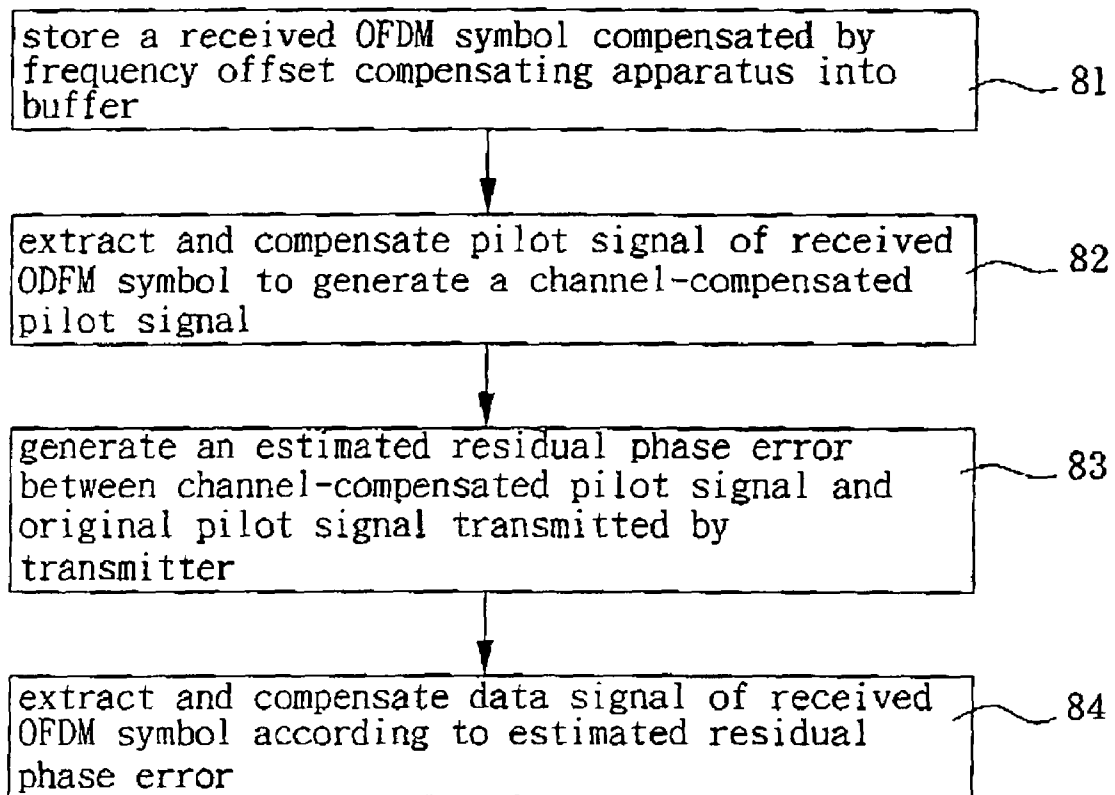 store a received OFDM symbol compensated by
frequency offset compensating apparatus into
buffer
81
extract and compensate pilot signal of received
ODFM symbol to generate a channel-compensated
pilot signal
82
generate an estimated residual phase error
between channel-compensated pilot signal and
original pilot signal transmitted by
transmitter
83
extract and compensate data signal of received
OFDM symbol according to estimated residual
phase error
84